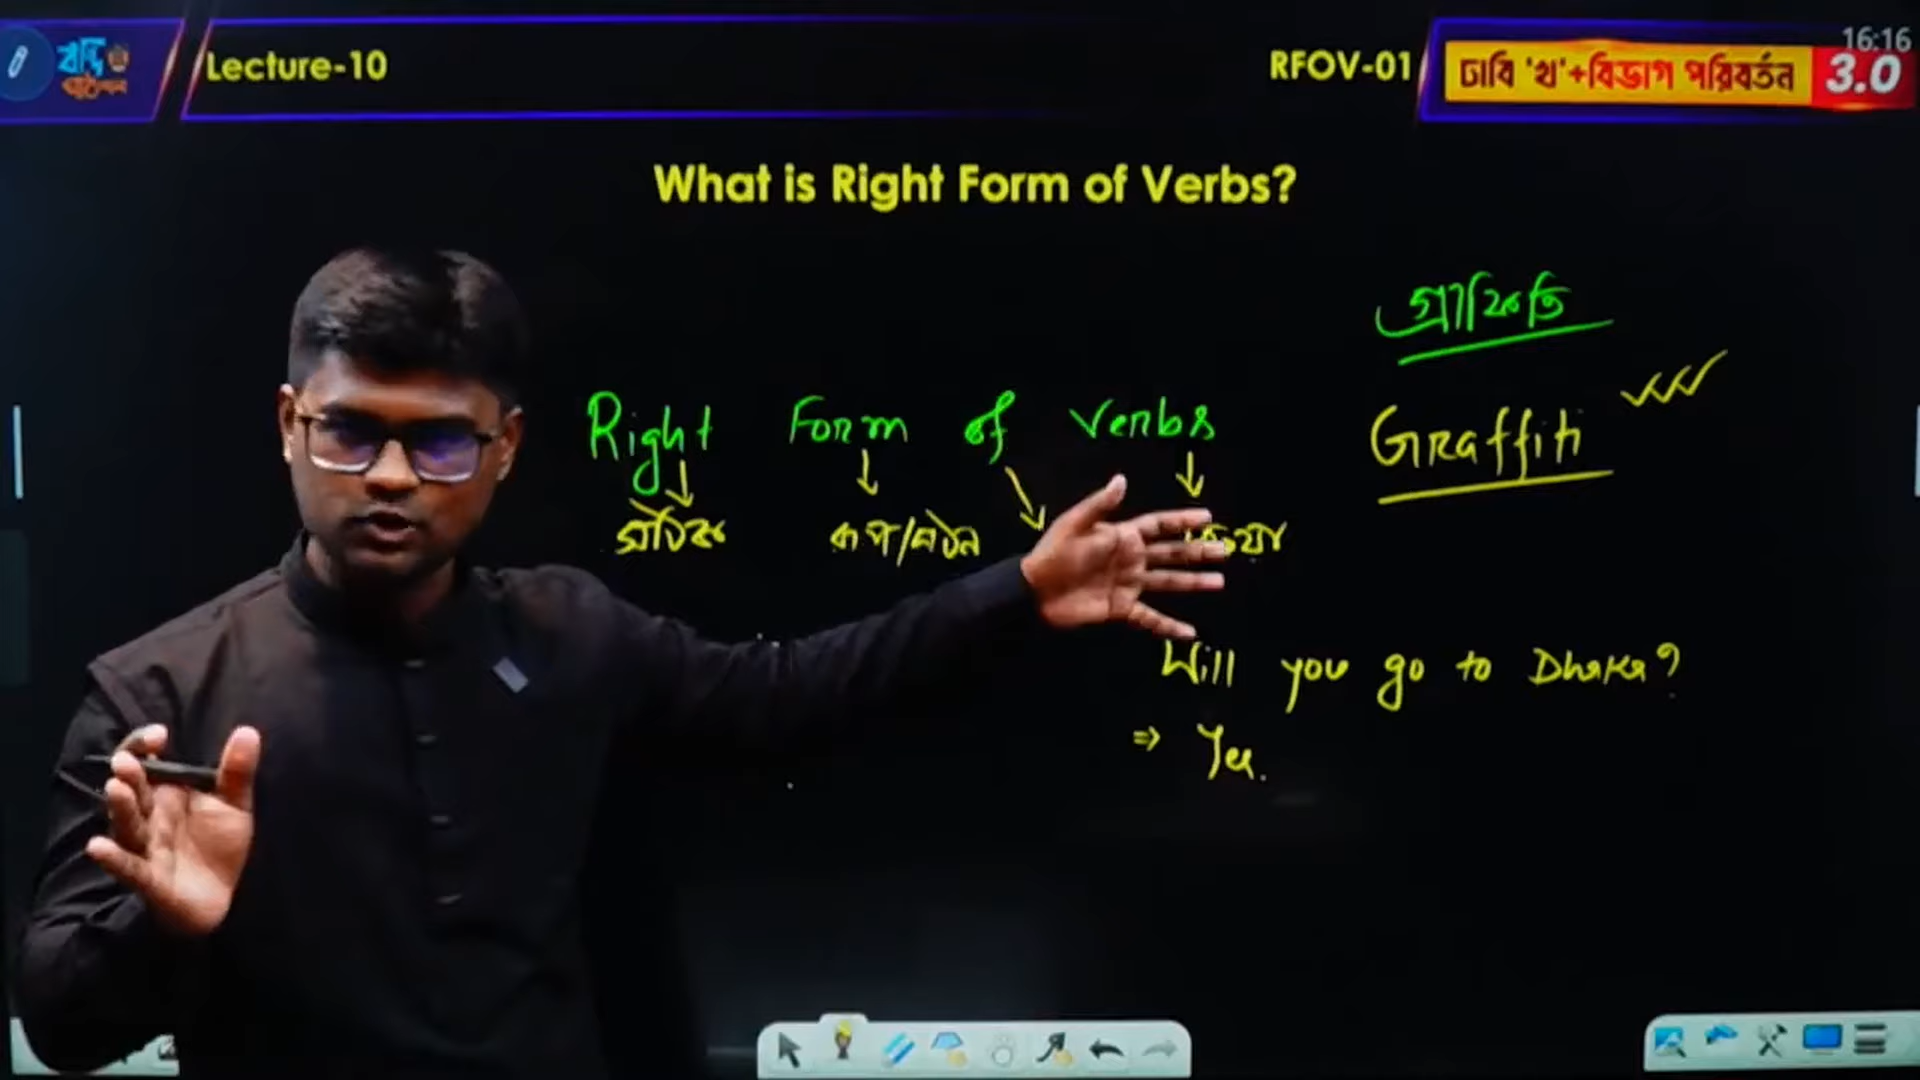 Lecture-10
RFOV-01
16:16
ঢাবি 'খ'+বিভাগ পরিবর্তন 3.0
What is Right Form of Verbs?
গ্রাফিতি
Graffiti
Right Form of Verbs
সঠিক রূপ/গঠন
Will you go to Dhaka?
⇒ Yes.